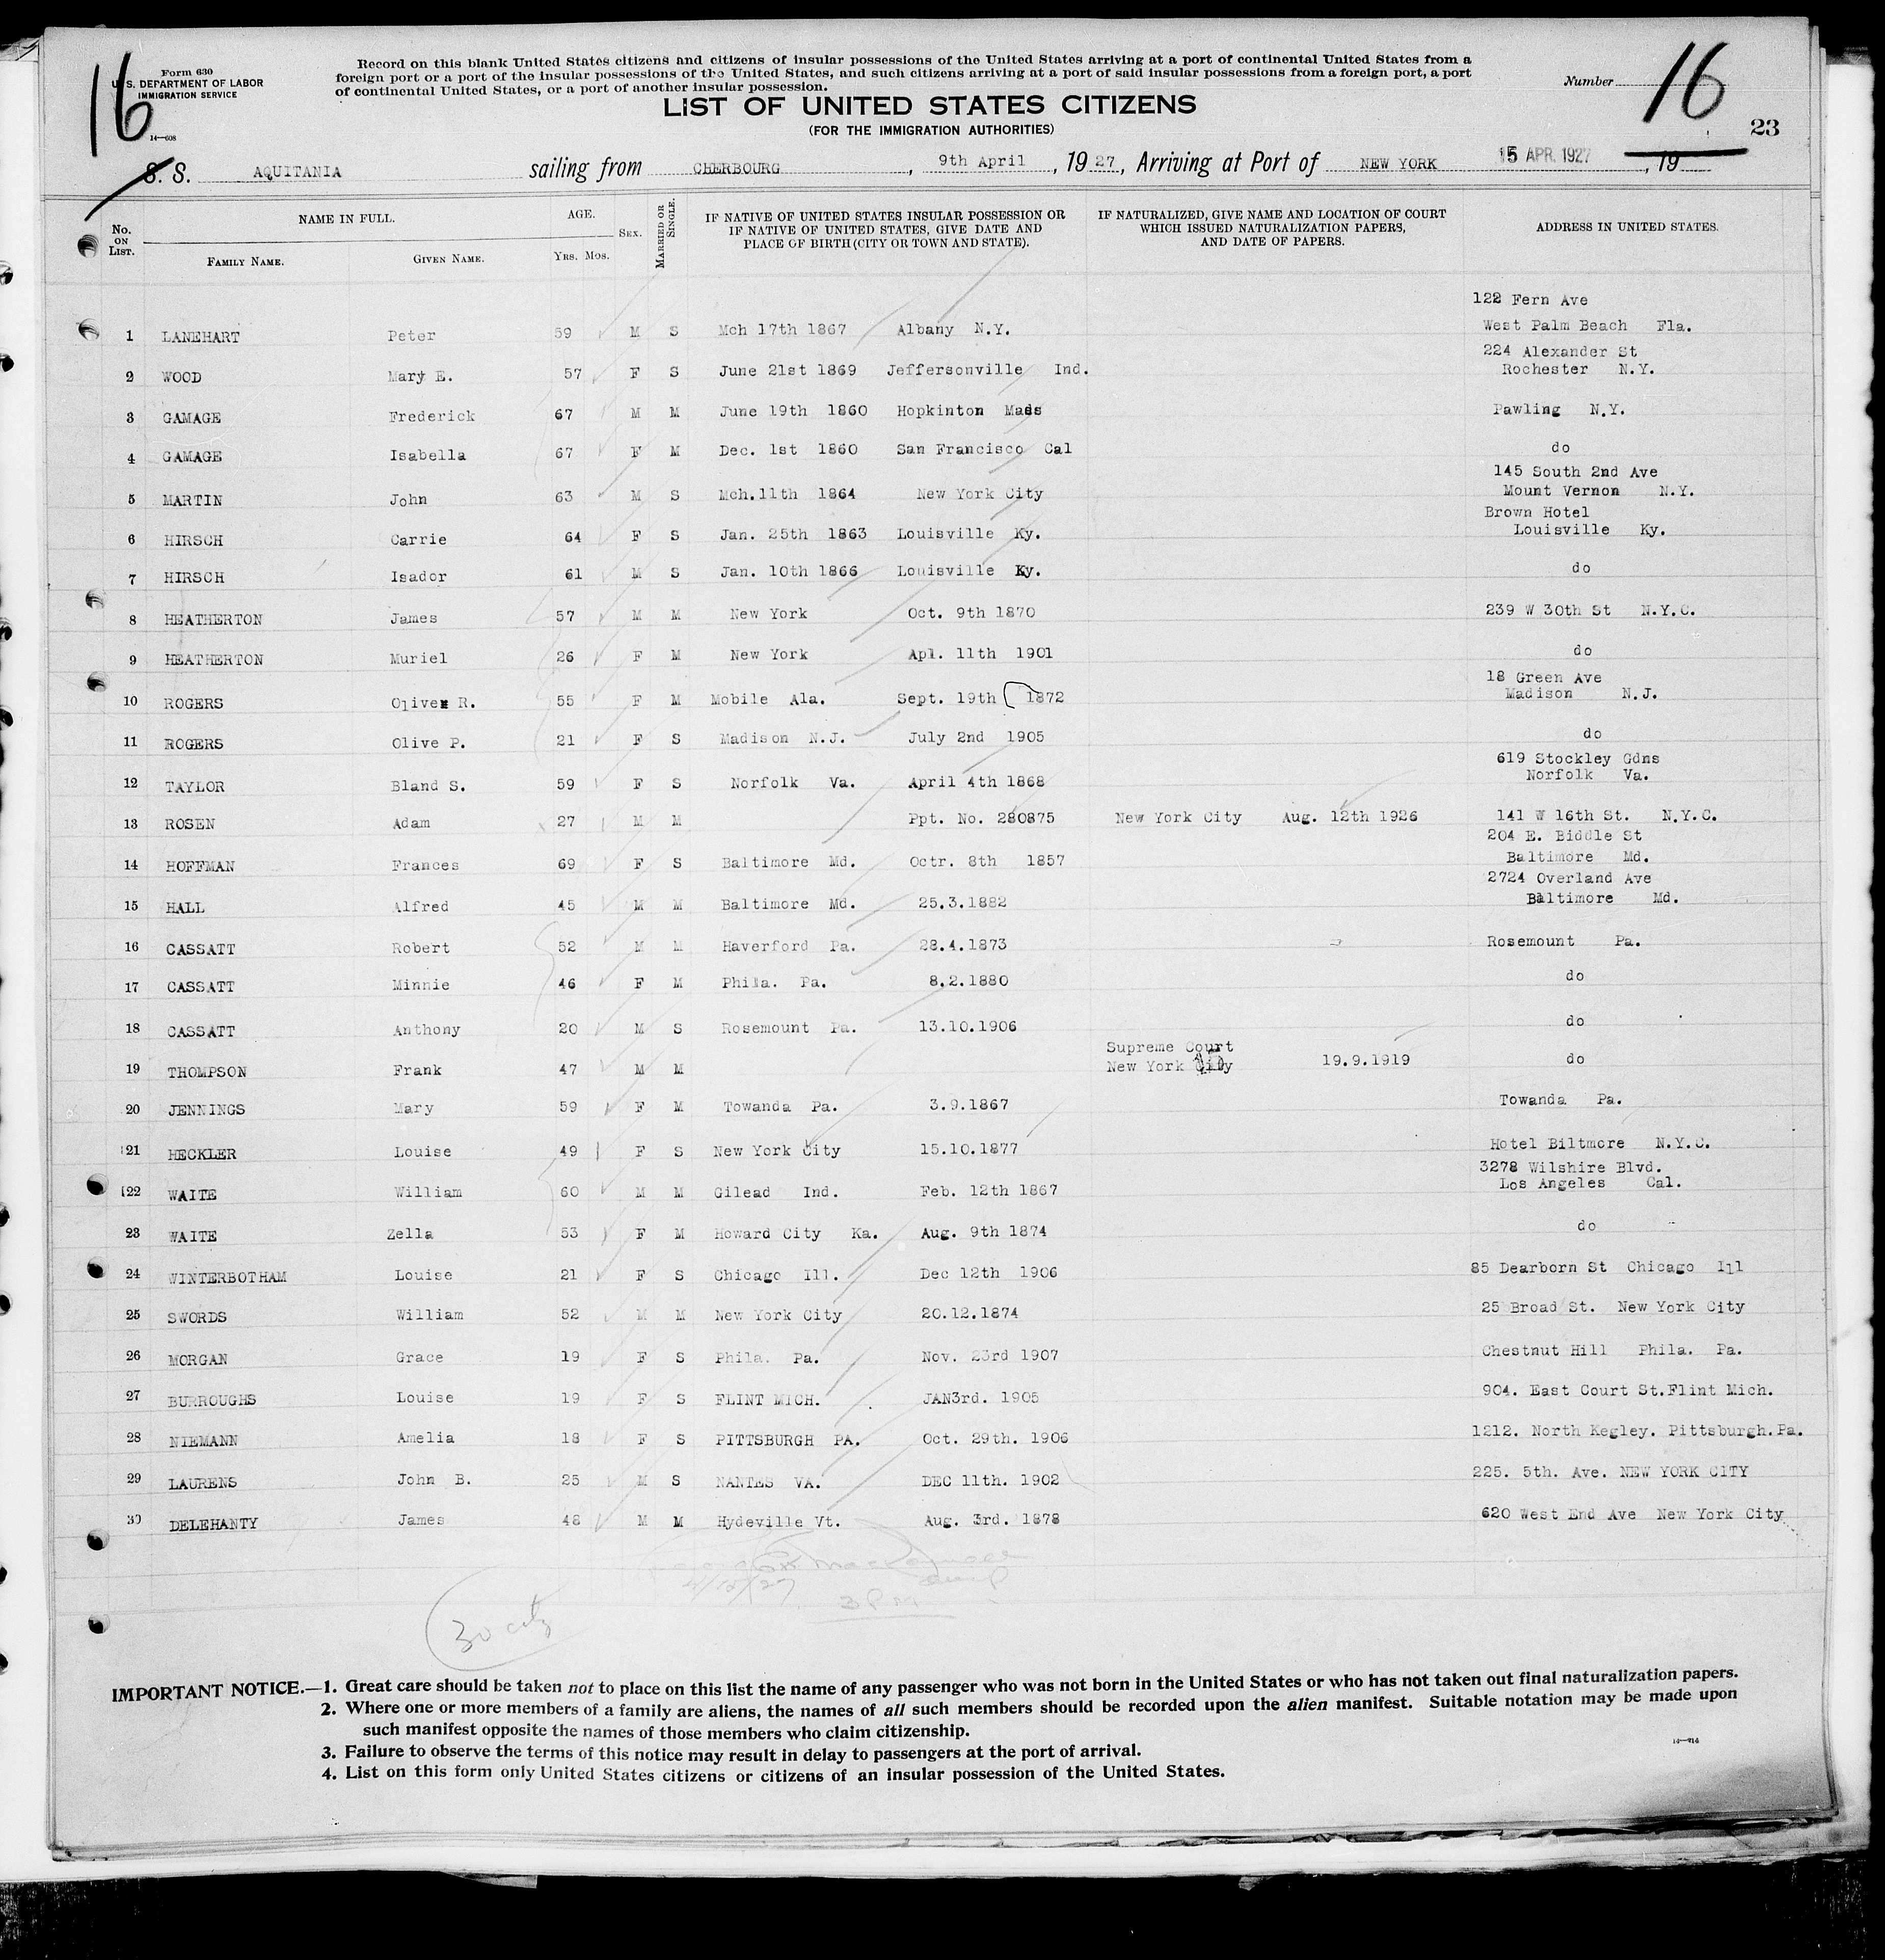 16
Form 630
U. S. DEPARTMENT OF LABOR
IMMIGRATION SERVICE
14—608
Record on this blank United States citizens and citizens of insular possessions of the United States arriving at a port of continental United States from a
foreign port or a port of the insular possessions of the United States, and such citizens arriving at a port of said insular possessions from a foreign port, a port
of continental United States, or a port of another insular possession.
Number 16
LIST OF UNITED STATES CITIZENS
(FOR THE IMMIGRATION AUTHORITIES)
23
S. S. AQUITANIA sailing from CHERBOURG, 9th April, 1927, Arriving at Port of NEW YORK 15 APR. 1927, 19
No. ON LIST. NAME IN FULL. FAMILY NAME. GIVEN NAME. AGE. YRS. MOS. SEX. MARRIED OR SINGLE. IF NATIVE OF UNITED STATES INSULAR POSSESSION OR IF NATIVE OF UNITED STATES, GIVE DATE AND PLACE OF BIRTH (CITY OR TOWN AND STATE). IF NATURALIZED, GIVE NAME AND LOCATION OF COURT WHICH ISSUED NATURALIZATION PAPERS, AND DATE OF PAPERS. ADDRESS IN UNITED STATES.
122 Fern Ave
1 LANEHART Peter 59 M S Mch 17th 1867 Albany N.Y. West Palm Beach Fla.
224 Alexander St
2 WOOD Mary E. 57 F S June 21st 1869 Jeffersonville Ind. Rochester N.Y.
3 GAMAGE Frederick 67 M M June 19th 1860 Hopkinton Mass Pawling N.Y.
4 GAMAGE Isabella 67 F M Dec. 1st 1860 San Francisco Cal do
145 South 2nd Ave
5 MARTIN John 63 M S Mch.11th 1864 New York City Mount Vernon N.Y.
Brown Hotel
6 HIRSCH Carrie 64 F S Jan. 25th 1863 Louisville Ky. Louisville Ky.
7 HIRSCH Isador 61 M S Jan. 10th 1866 Louisville Ky. do
8 HEATHERTON James 57 M M New York Oct. 9th 1870 239 W 30th St N.Y.C.
9 HEATHERTON Muriel 26 F M New York Apl. 11th 1901 do
18 Green Ave
10 ROGERS Olive R. 55 F M Mobile Ala. Sept. 19th 1872 Madison N.J.
11 ROGERS Olive P. 21 F S Madison N.J. July 2nd 1905 do
619 Stockley Gdns
12 TAYLOR Bland S. 59 F S Norfolk Va. April 4th 1868 Norfolk Va.
13 ROSEN Adam 27 M M Ppt. No. 280875 New York City Aug. 12th 1926 141 W 16th St. N.Y.C.
204 E. Biddle St
14 HOFFMAN Frances 69 F S Baltimore Md. Octr. 8th 1857 Baltimore Md.
2724 Overland Ave
15 HALL Alfred 45 M M Baltimore Md. 25.3.1882 Baltimore Md.
16 CASSATT Robert 52 M M Haverford Pa. 28.4.1873 Rosemount Pa.
17 CASSATT Minnie 46 F M Phila. Pa. 8.2.1880 do
18 CASSATT Anthony 20 M S Rosemount Pa. 13.10.1906 do
Supreme Court
19 THOMPSON Frank 47 M M New York City 19.9.1919 do
20 JENNINGS Mary 59 F M Towanda Pa. 3.9.1867 Towanda Pa.
21 HECKLER Louise 49 F S New York City 15.10.1877 Hotel Biltmore N.Y.C.
3278 Wilshire Blvd.
22 WAITE William 60 M M Gilead Ind. Feb. 12th 1867 Los Angeles Cal.
23 WAITE Zella 53 F M Howard City Ka. Aug. 9th 1874 do
24 WINTERBOTHAM Louise 21 F S Chicago Ill. Dec 12th 1906 85 Dearborn St Chicago Ill
25 SWORDS William 52 M M New York City 20.12.1874 25 Broad St. New York City
26 MORGAN Grace 19 F S Phila. Pa. Nov. 23rd 1907 Chestnut Hill Phila. Pa.
27 BURROUGHS Louise 19 F S FLINT MICH. JAN3rd. 1905 904. East Court St.Flint Mich.
28 NIEMANN Amelia 18 F S PITTSBURGH PA. Oct. 29th. 1906 1212. North Kegley. Pittsburgh.Pa.
29 LAURENS John B. 25 M S NANTES VA. DEC 11th. 1902 225. 5th. Ave. NEW YORK CITY
30 DELEHANTY James 48 M M Hydeville Vt. Aug. 3rd. 1878 620 West End Ave New York City
3 PM
30 city
IMPORTANT NOTICE.—1. Great care should be taken not to place on this list the name of any passenger who was not born in the United States or who has not taken out final naturalization papers.
2. Where one or more members of a family are aliens, the names of all such members should be recorded upon the alien manifest. Suitable notation may be made upon
such manifest opposite the names of those members who claim citizenship.
3. Failure to observe the terms of this notice may result in delay to passengers at the port of arrival.
4. List on this form only United States citizens or citizens of an insular possession of the United States.